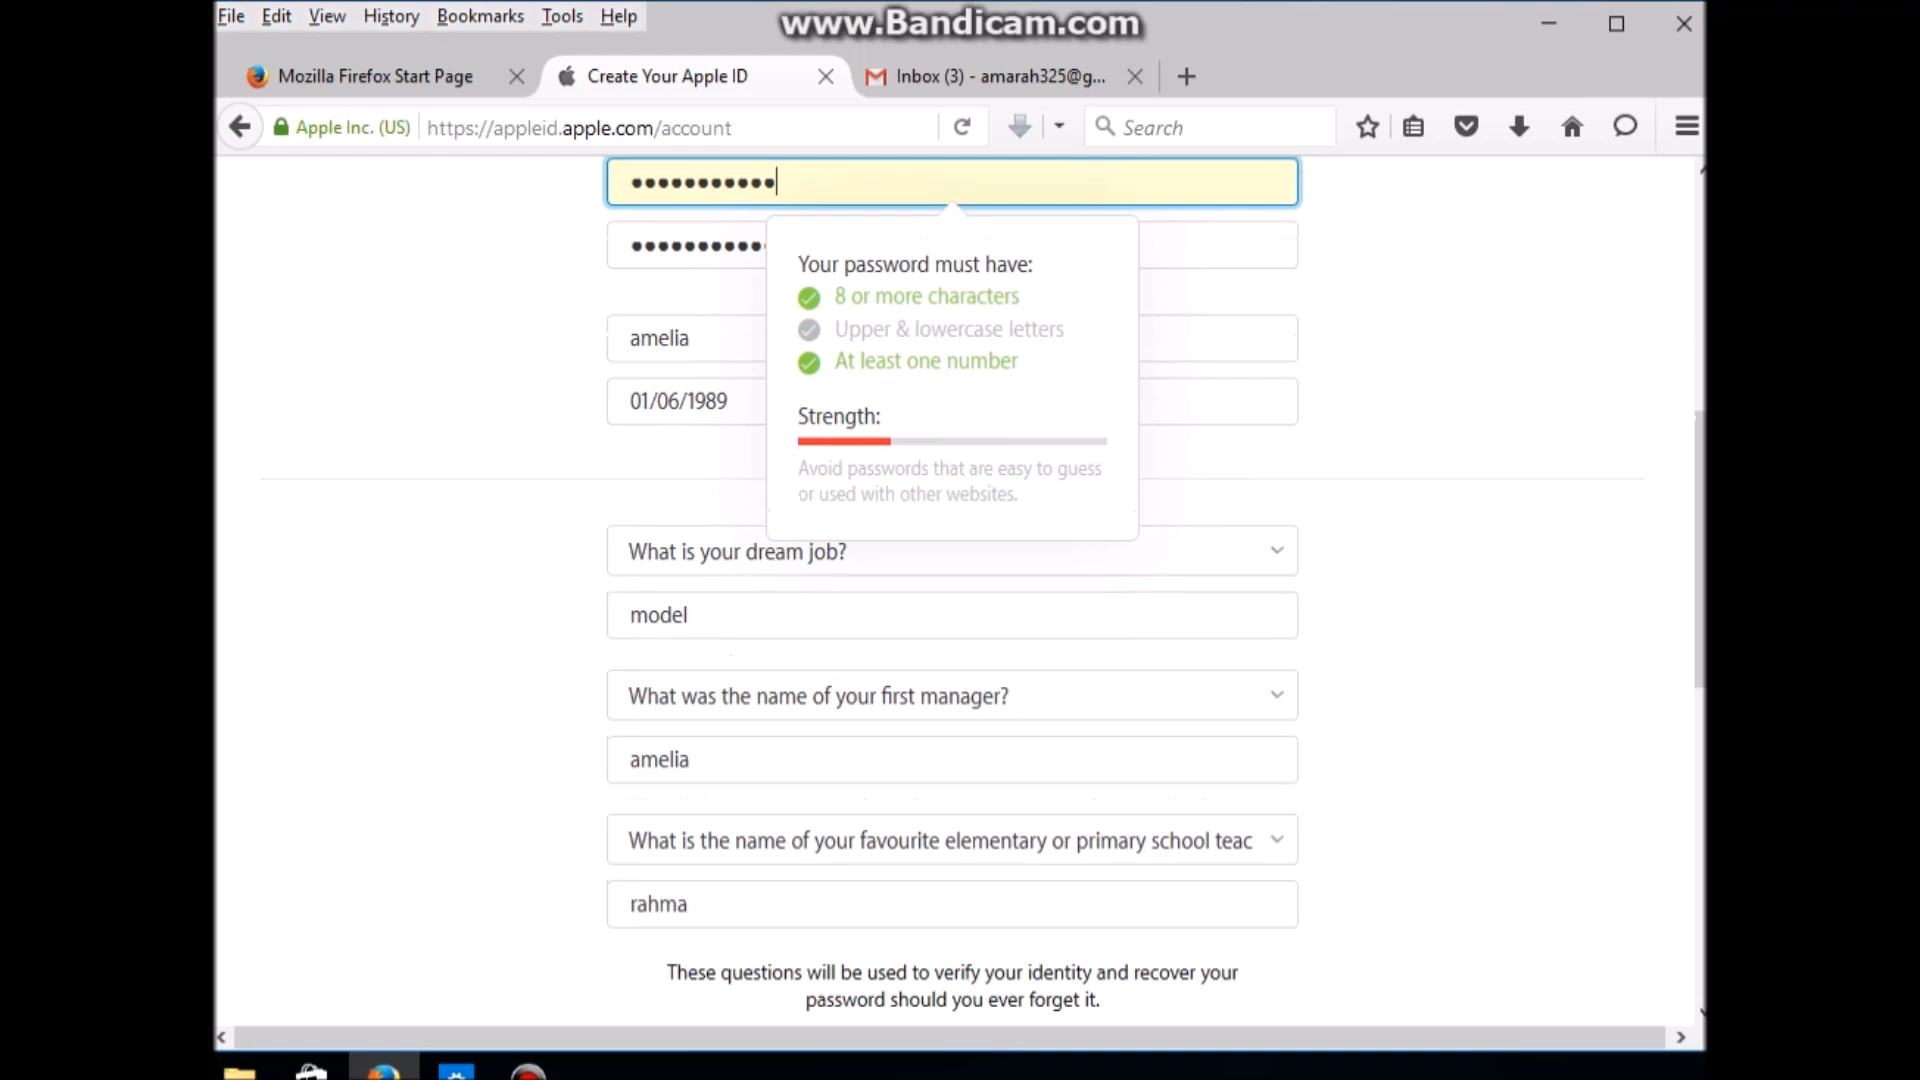 www.Bandicam.com
File Edit View History Bookmarks Tools Help
Mozilla Firefox Start Page
Create Your Apple ID
Inbox (3) - amarah325@g...
Apple Inc. (US)
https://appleid.apple.com/account
Search
Your password must have:
8 or more characters
Upper & lowercase letters
At least one number
Strength:
Avoid passwords that are easy to guess
or used with other websites.
amelia
01/06/1989
What is your dream job?
model
What was the name of your first manager?
amelia
What is the name of your favourite elementary or primary school teac
rahma
These questions will be used to verify your identity and recover your
password should you ever forget it.